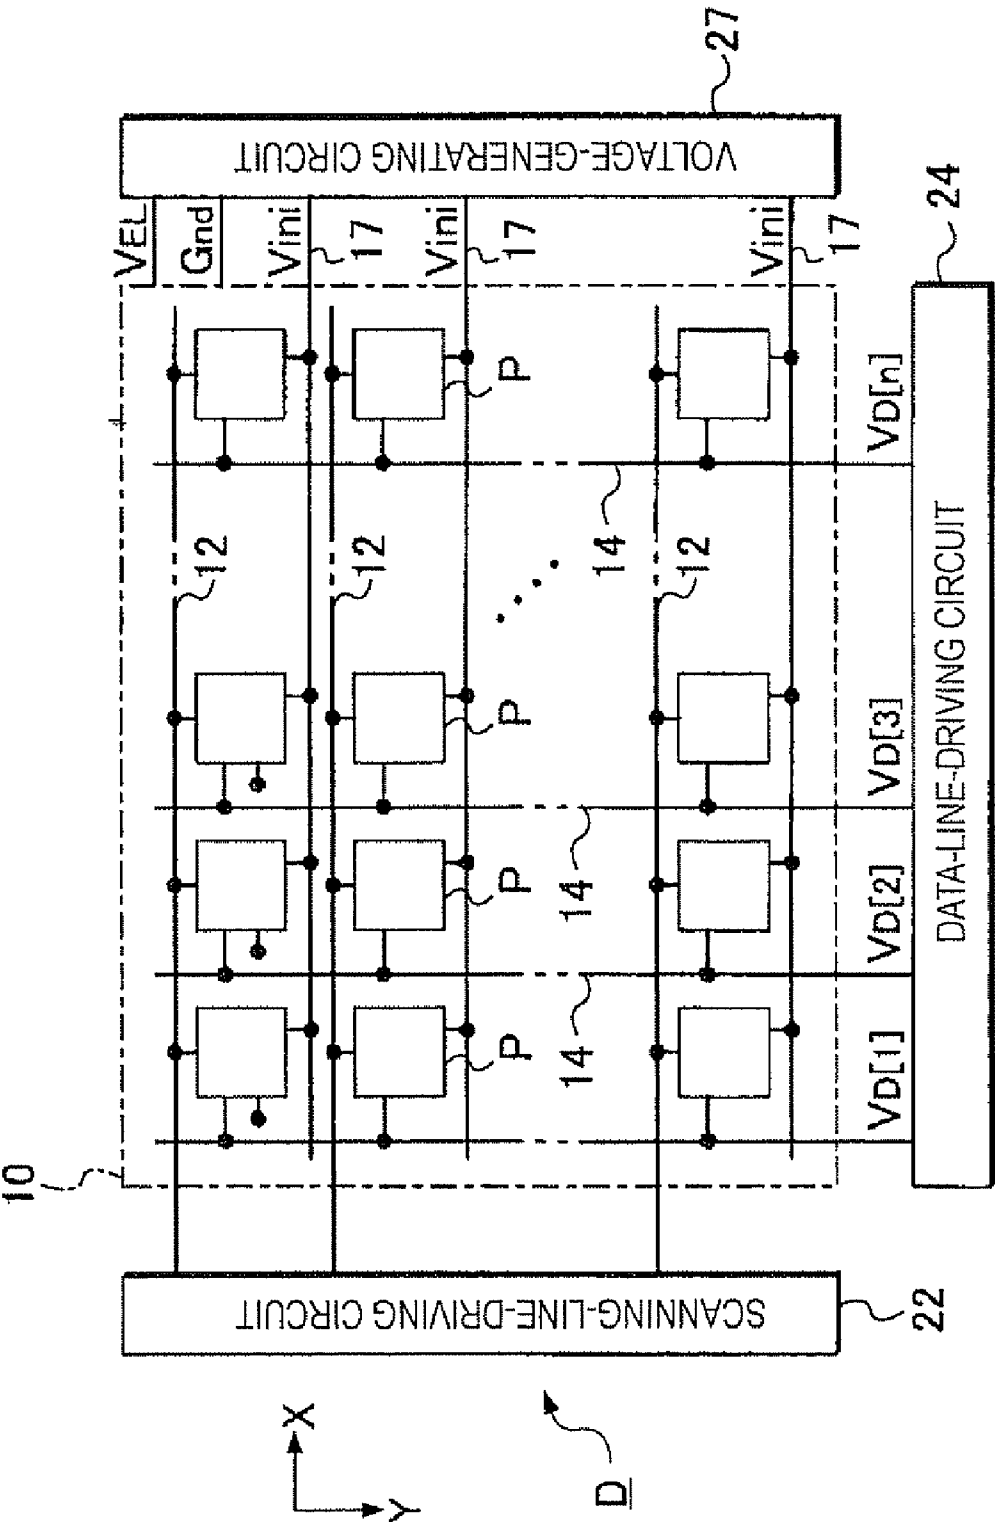 10
VEL
Gnd
12
Vini
X
12
17
Y
Vini
P
P
P
P
17
14
14
14
D
12
SCANNING-LINE-DRIVING CIRCUIT
VOLTAGE-GENERATING CIRCUIT
27
Vini
17
VD[1]
VD[2]
VD[3]
VD[n]
22
24
DATA-LINE-DRIVING CIRCUIT